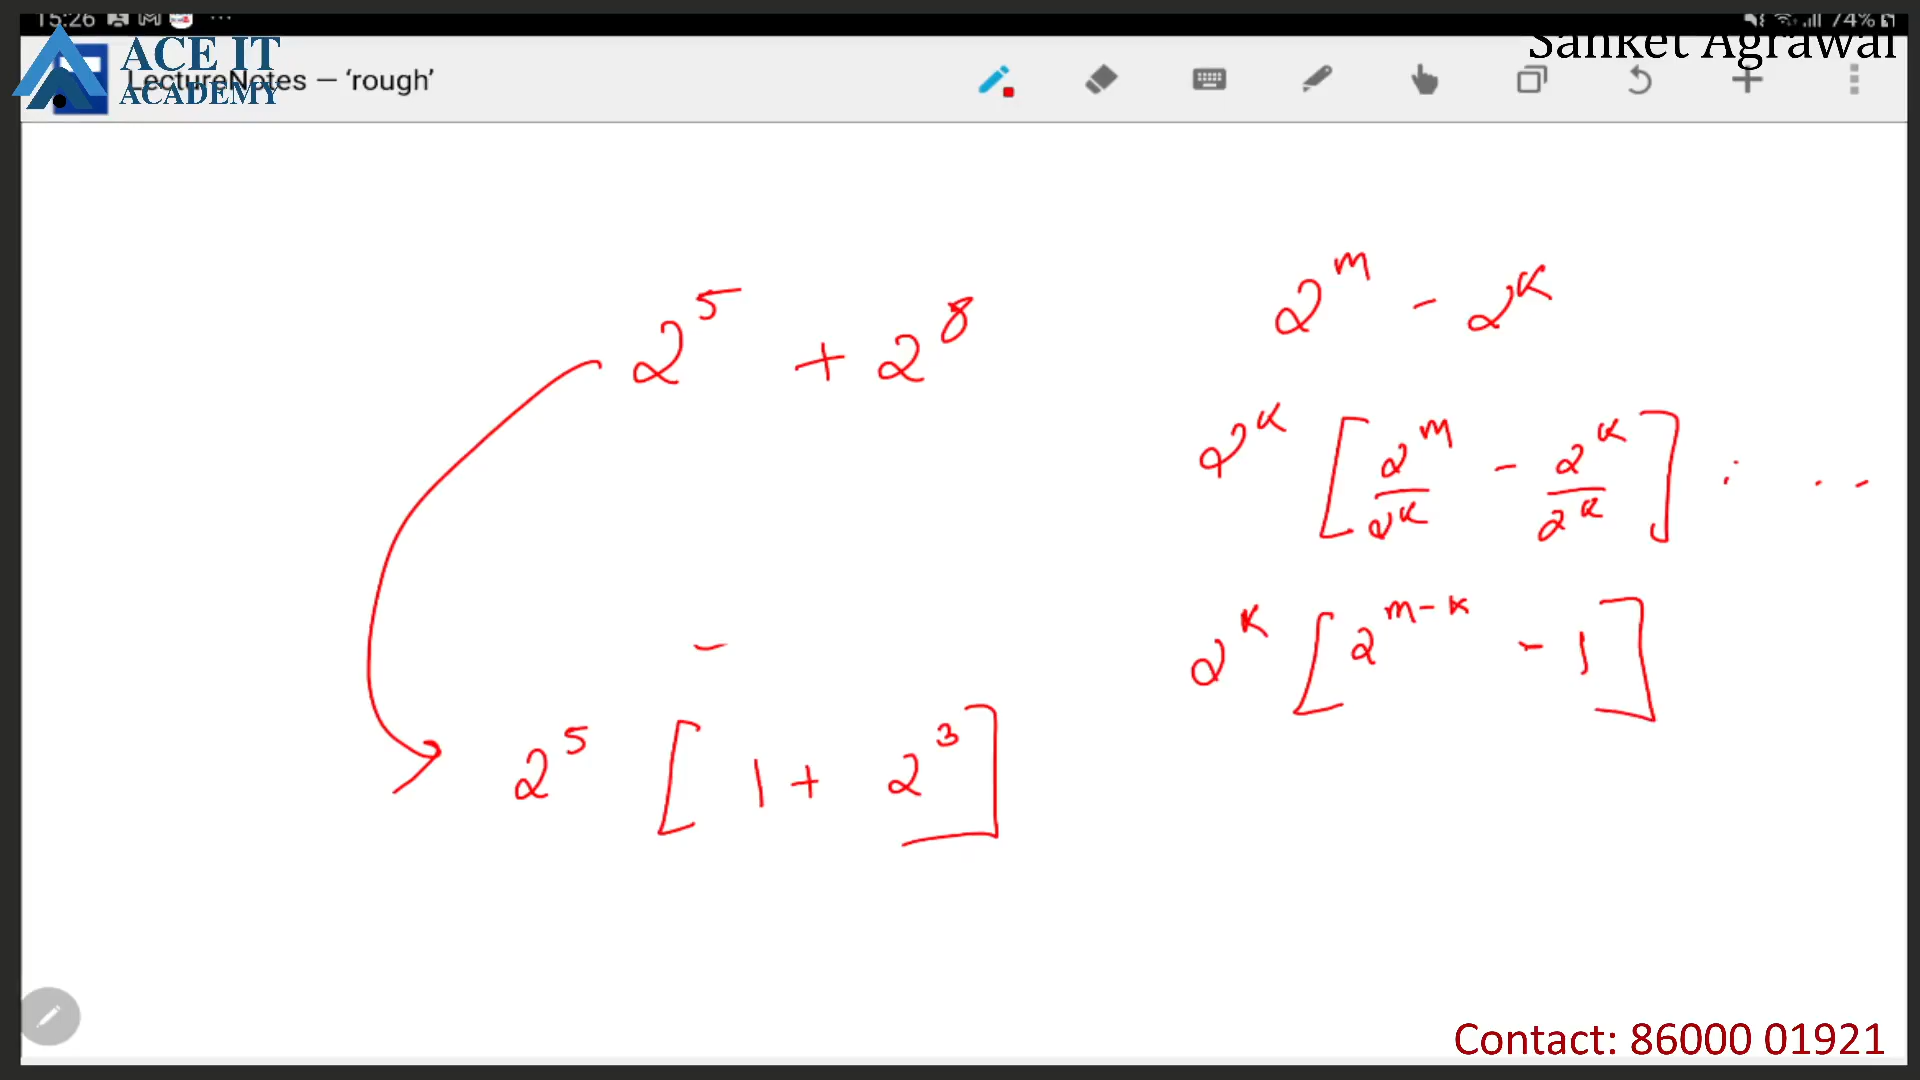 15:26 74%
ACE IT
ACADEMY
LectureNotes — ‘rough’
Sanket Agrawal
2^5 + 2^8
2^5 [ 1 + 2^3 ]
2^m - 2^k
2^k [ 2^m/2^k - 2^k/2^k ]
2^k [ 2^{m-k} - 1 ]
Contact: 86000 01921